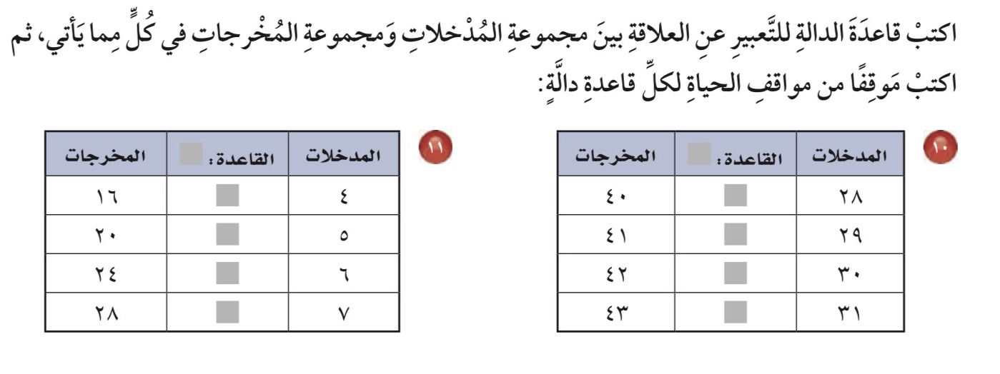 اكتبْ قاعدَةَ الدالةِ للتَّعبيرِ عنِ العلاقةِ بينَ مجموعةِ المُدْخلاتِ وَمجموعةِ المُخْرجاتِ في كُلٍّ مِما يَأتي، ثم
اكتبْ مَوقِفًا من مواقفِ الحياةِ لكلِّ قاعدةِ دالَّةٍ:
١٠
المدخلات القاعدة: المخرجات
٢٨ ٤٠
٢٩ ٤١
٣٠ ٤٢
٣١ ٤٣
١١
المدخلات القاعدة: المخرجات
٤ ١٦
٥ ٢٠
٦ ٢٤
٧ ٢٨